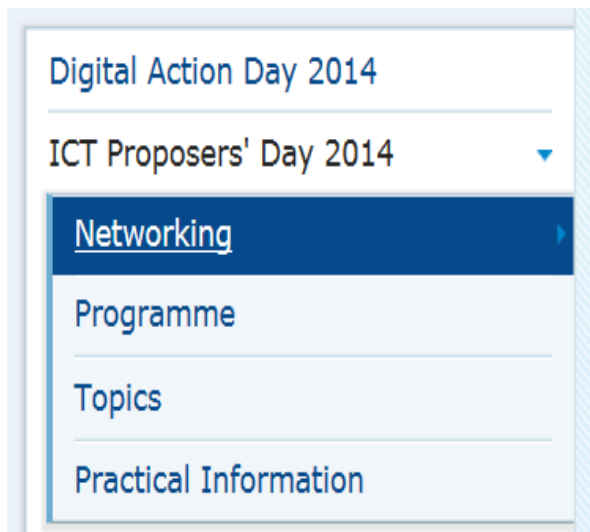 Digital Action Day 2014
ICT Proposers' Day 2014
Networking
Programme
Topics
Practical Information